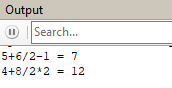 Output
Search...
5+6/2-1 = 7
4+8/2*2 = 12